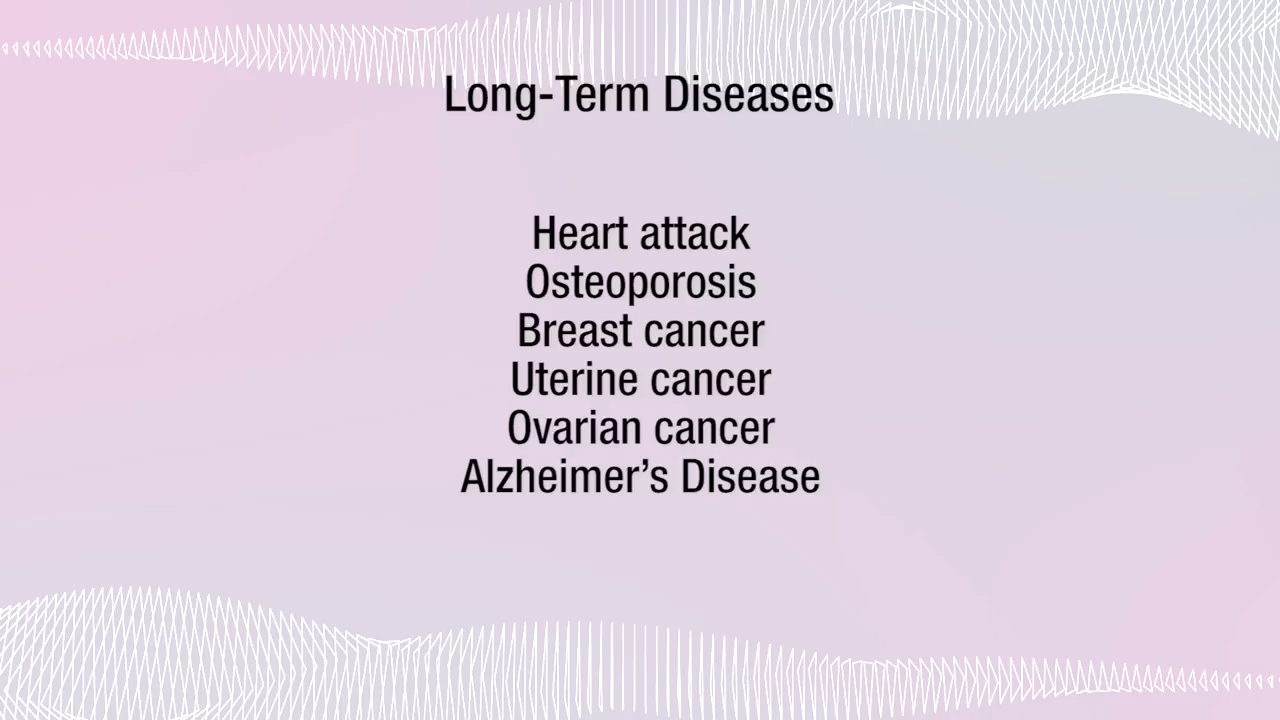 Long-Term Diseases
Heart attack
Osteoporosis
Breast cancer
Uterine cancer
Ovarian cancer
Alzheimer’s Disease